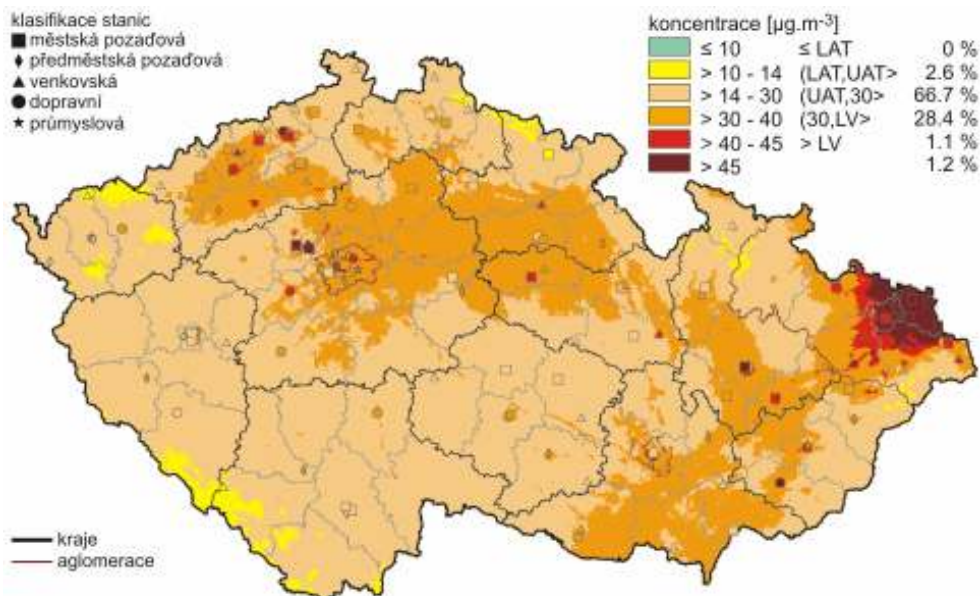 klasifikace stanic
městská pozaďová
předměstská pozaďová
venkovská
dopravní
průmyslová
koncentrace [µg.m-³]
≤ 10 ≤ LAT 0 %
> 10 - 14 (LAT,UAT> 2.6 %
> 14 - 30 (UAT,30> 66.7 %
> 30 - 40 (30,LV> 28.4 %
> 40 - 45 > LV 1.1 %
> 45 1.2 %
kraje
aglomerace